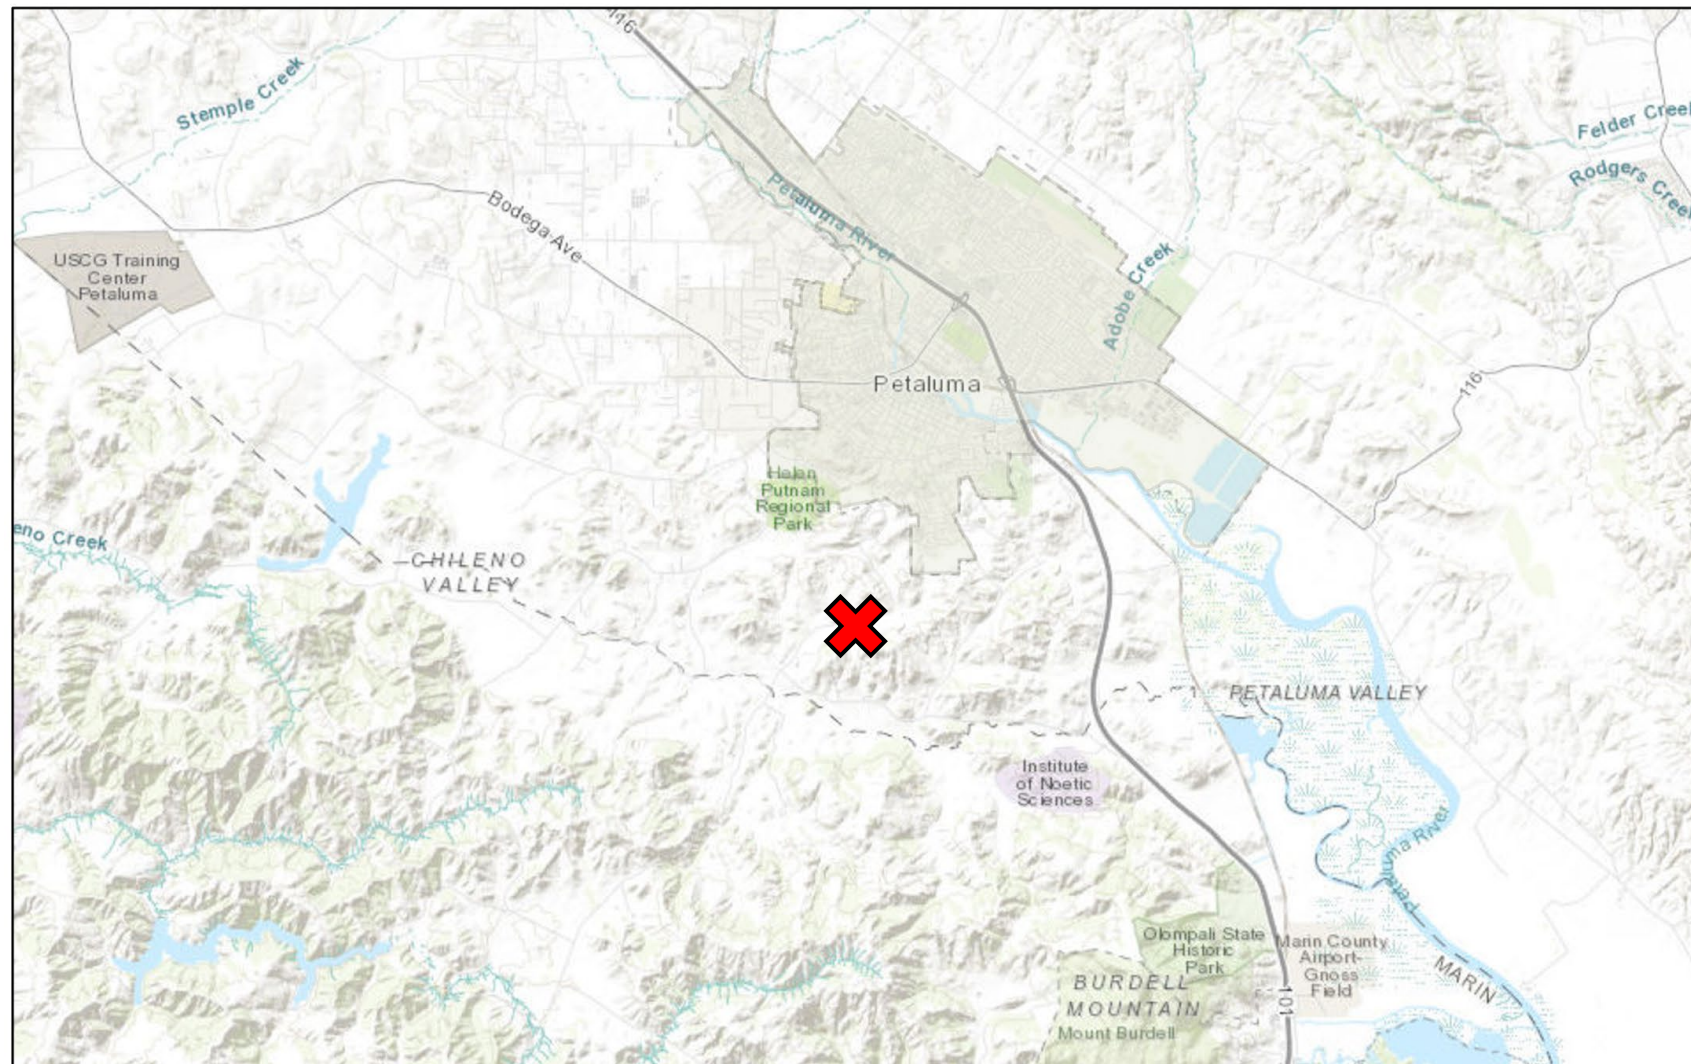 116
Stemple Creek
Felder Creek
Rodgers Creek
Bodega Ave
Petaluma River
USCG Training
Center
Petaluma
Adobe Creek
Petaluma
116
Helen
Putnam
Regional
Park
eno Creek
CHILENO
VALLEY
PETALUMA VALLEY
Institute
of Noetic
Sciences
Petaluma River
Olompali State
Historic
Park
Marin County
Airport-
Gnoss
Field
MARIN
BURDELL
MOUNTAIN
Mount Burdell
101